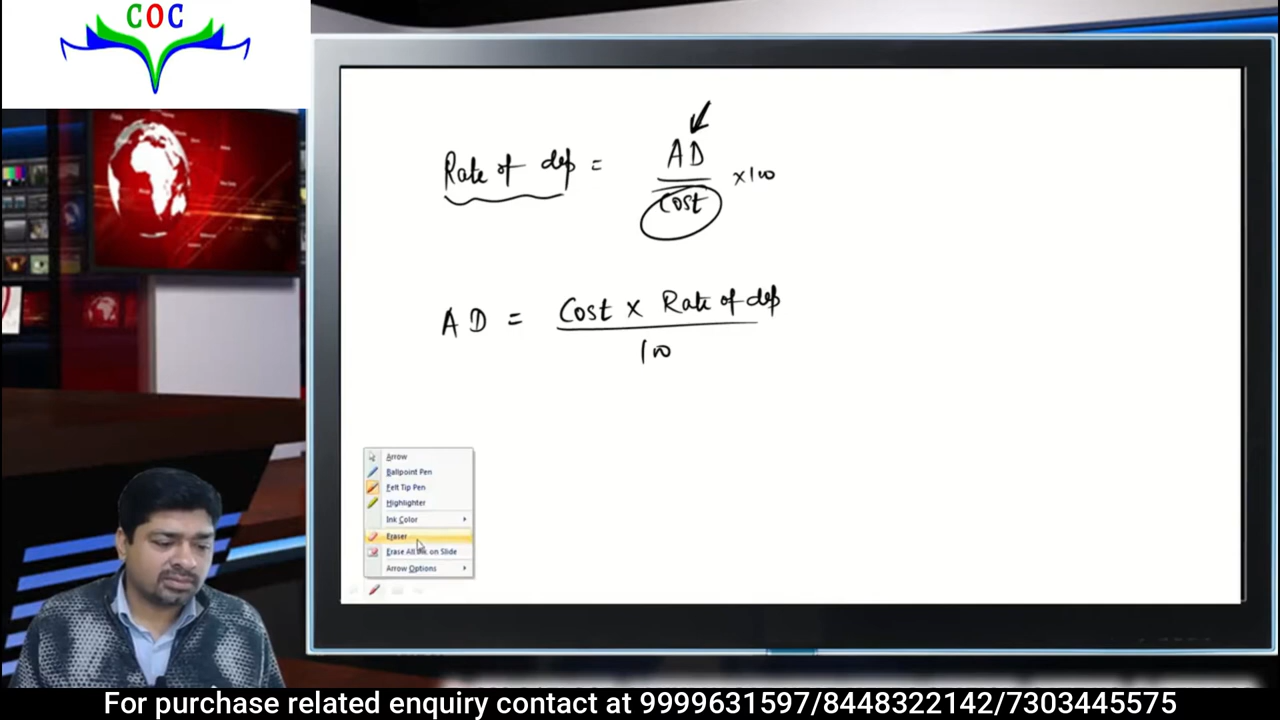 COC
Rate of dep = AD / Cost ×100
AD = Cost × Rate of dep / 100
Arrow
Ballpoint Pen
Felt Tip Pen
Highlighter
Ink Color
Eraser
Erase All Ink on Slide
Arrow Options
For purchase related enquiry contact at 9999631597/8448322142/7303445575